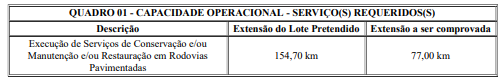 QUADRO 01 - CAPACIDADE OPERACIONAL - SERVIÇO(S) REQUERIDOS(S)
Descrição Extensão do Lote Pretendido Extensão a ser comprovada
Execução de Serviços de Conservação e/ou
Manutenção e/ou Restauração em Rodovias
Pavimentadas
154,70 km 77,00 km